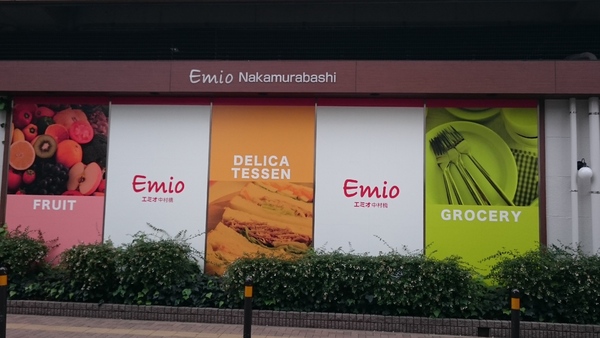 Emio Nakamurabashi
FRUIT
Emio
エミオ中村橋
DELICA
TESSEN
Emio
エミオ中村橋
GROCERY